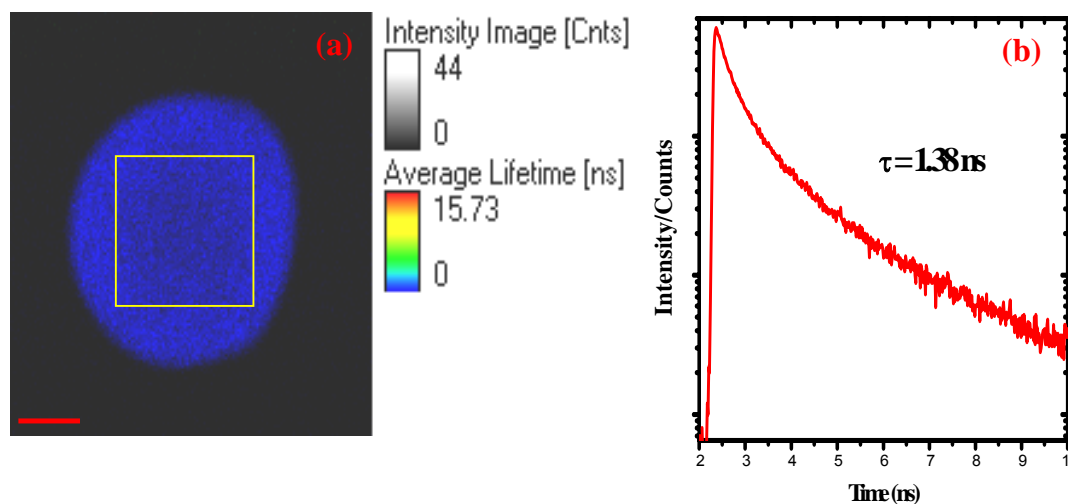 (a)
Intensity Image [Cnts]
44
0
Average Lifetime [ns]
15.73
0
(b)
τ=1.38ns
Intensity/Counts
2 3 4 5 6 7 8 9 1
Time(ns)